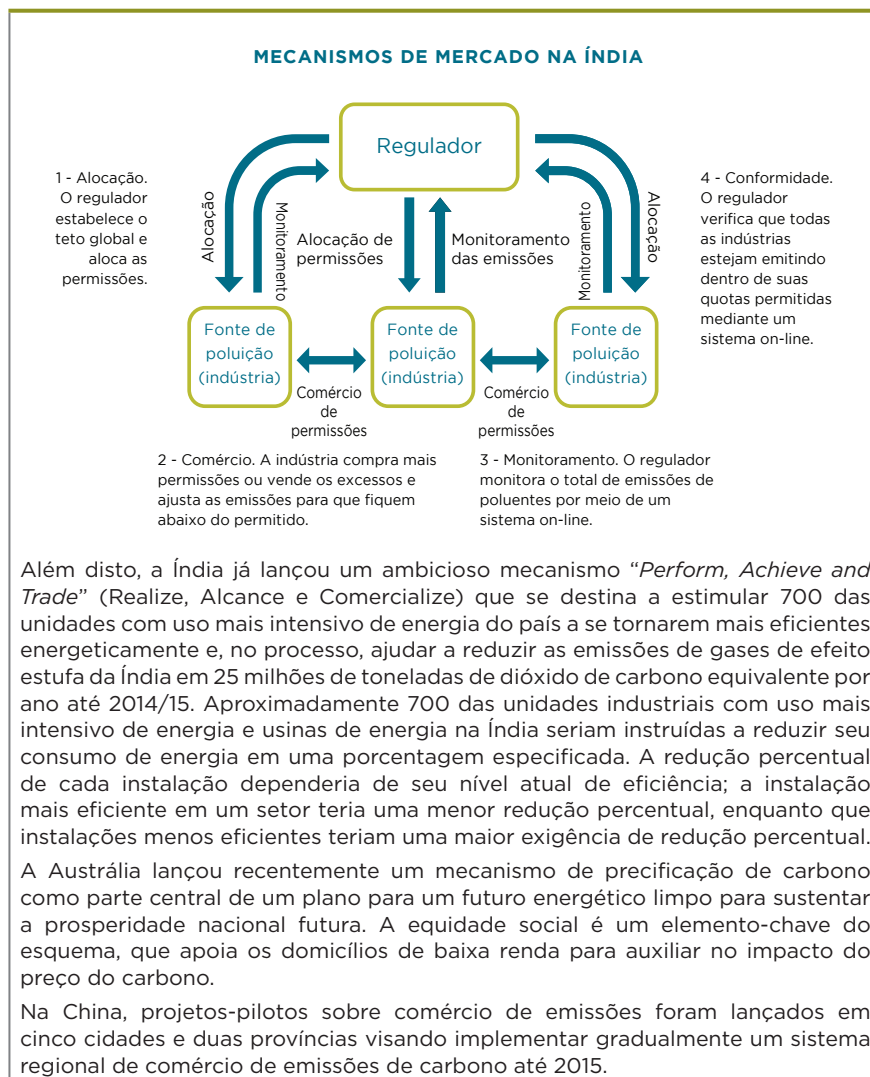 MECANISMOS DE MERCADO NA ÍNDIA
Regulador
1 - Alocação.
O regulador
estabelece o
teto global e
aloca as
permissões.
Alocação
Monitoramento
Alocação de
permissões
Monitoramento
das emissões
Monitoramento
Alocação
4 - Conformidade.
O regulador
verifica que todas
as indústrias
estejam emitindo
dentro de suas
quotas permitidas
mediante um
sistema on-line.
Fonte de
poluição
(indústria)
Fonte de
poluição
(indústria)
Fonte de
poluição
(indústria)
Comércio
de
permissões
Comércio
de
permissões
2 - Comércio. A indústria compra mais
permissões ou vende os excessos e
ajusta as emissões para que fiquem
abaixo do permitido.
3 - Monitoramento. O regulador
monitora o total de emissões de
poluentes por meio de um
sistema on-line.
Além disto, a Índia já lançou um ambicioso mecanismo “Perform, Achieve and
Trade” (Realize, Alcance e Comercialize) que se destina a estimular 700 das
unidades com uso mais intensivo de energia do país a se tornarem mais eficientes
energeticamente e, no processo, ajudar a reduzir as emissões de gases de efeito
estufa da Índia em 25 milhões de toneladas de dióxido de carbono equivalente por
ano até 2014/15. Aproximadamente 700 das unidades industriais com uso mais
intensivo de energia e usinas de energia na Índia seriam instruídas a reduzir seu
consumo de energia em uma porcentagem especificada. A redução percentual
de cada instalação dependeria de seu nível atual de eficiência; a instalação
mais eficiente em um setor teria uma menor redução percentual, enquanto que
instalações menos eficientes teriam uma maior exigência de redução percentual.
A Austrália lançou recentemente um mecanismo de precificação de carbono
como parte central de um plano para um futuro energético limpo para sustentar
a prosperidade nacional futura. A equidade social é um elemento-chave do
esquema, que apoia os domicílios de baixa renda para auxiliar no impacto do
preço do carbono.
Na China, projetos-pilotos sobre comércio de emissões foram lançados em
cinco cidades e duas províncias visando implementar gradualmente um sistema
regional de comércio de emissões de carbono até 2015.